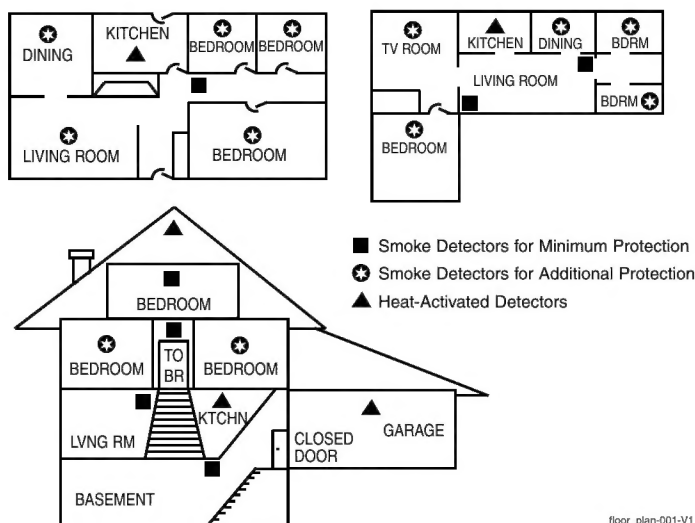 DINING
KITCHEN
BEDROOM
BEDROOM
LIVING ROOM
BEDROOM
TV ROOM
KITCHEN
DINING
BDRM
LIVING ROOM
BDRM
BEDROOM
Smoke Detectors for Minimum Protection
Smoke Detectors for Additional Protection
Heat-Activated Detectors
BEDROOM
BEDROOM
TO
BR
BEDROOM
LVNG RM
KTCHN
CLOSED
DOOR
GARAGE
BASEMENT
floor_plan-001-V1